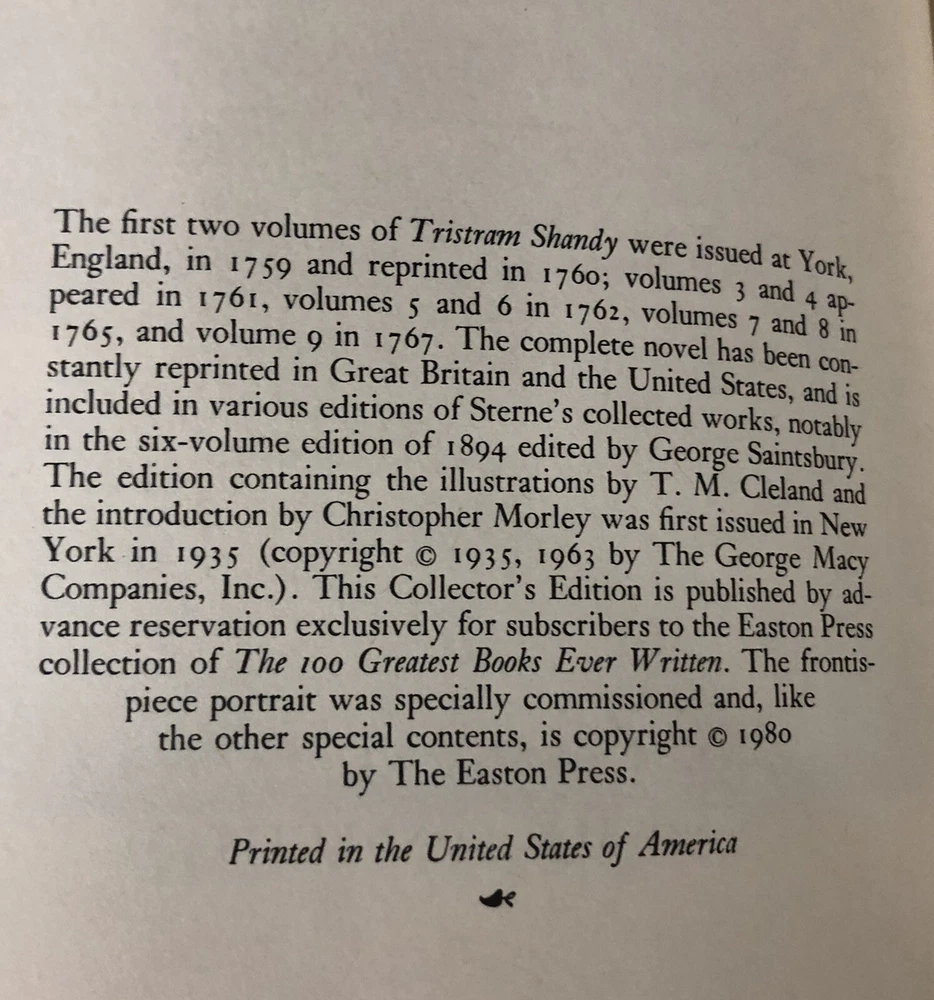 The first two volumes of Tristram Shandy were issued at York,
England, in 1759 and reprinted in 1760; volumes 3 and 4 ap-
peared in 1761, volumes 5 and 6 in 1762, volumes 7 and 8 in
1765, and volume 9 in 1767. The complete novel has been con-
stantly reprinted in Great Britain and the United States, and is
included in various editions of Sterne's collected works, notably
in the six-volume edition of 1894 edited by George Saintsbury.
The edition containing the illustrations by T. M. Cleland and
the introduction by Christopher Morley was first issued in New
York in 1935 (copyright © 1935, 1963 by The George Macy
Companies, Inc.). This Collector's Edition is published by ad-
vance reservation exclusively for subscribers to the Easton Press
collection of The 100 Greatest Books Ever Written. The frontis-
piece portrait was specially commissioned and, like
the other special contents, is copyright © 1980
by The Easton Press.
Printed in the United States of America